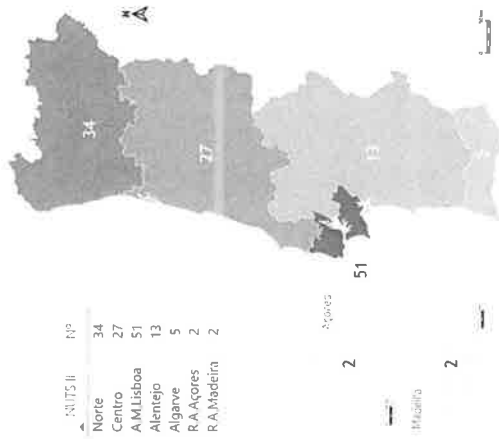 NUTS II Nº
Norte 34
Centro 27
A.M.Lisboa 51
Alentejo 13
Algarve 5
R.A.Açores 2
R.A.Madeira 2
N
34
27
13
5
51
Açores
2
Madeira
2